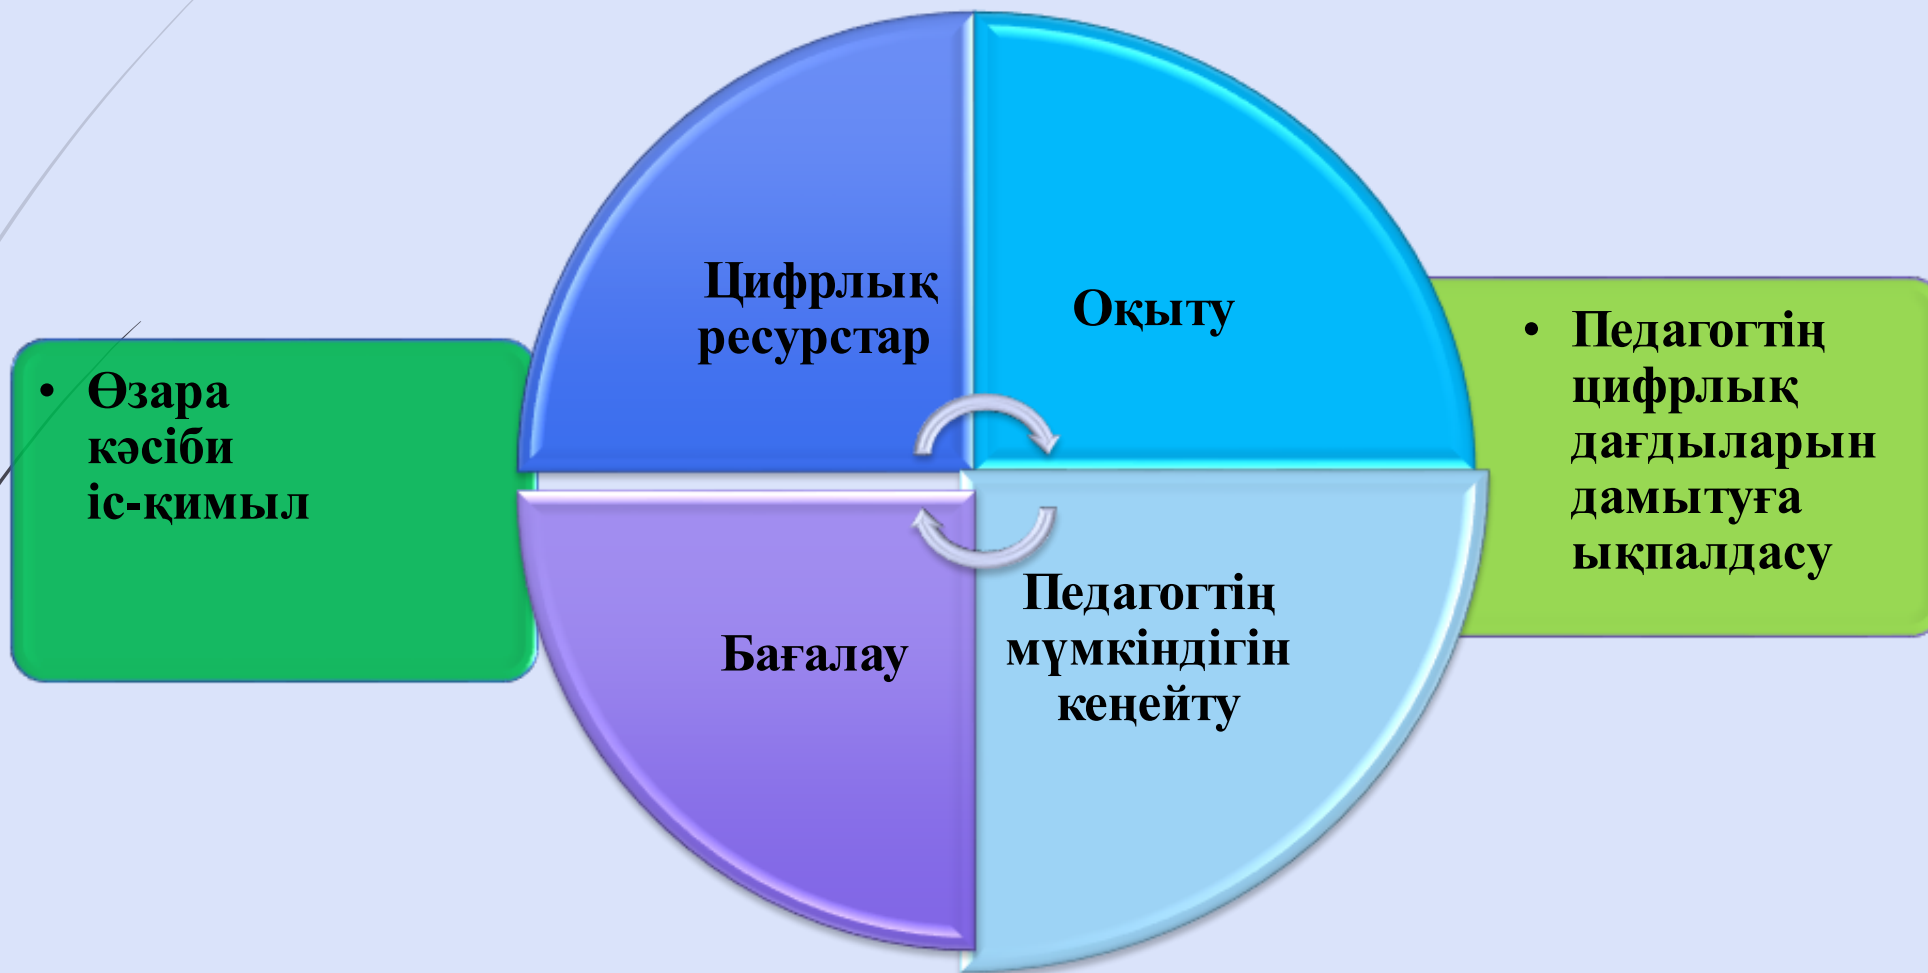 Цифрлық
ресурстар
Оқыту
• Өзара
кәсіби
іс-қимыл
• Педагогтің
цифрлық
дағдыларын
дамытуға
ықпалдасу
Бағалау
Педагогтің
мүмкіндігін
кеңейту